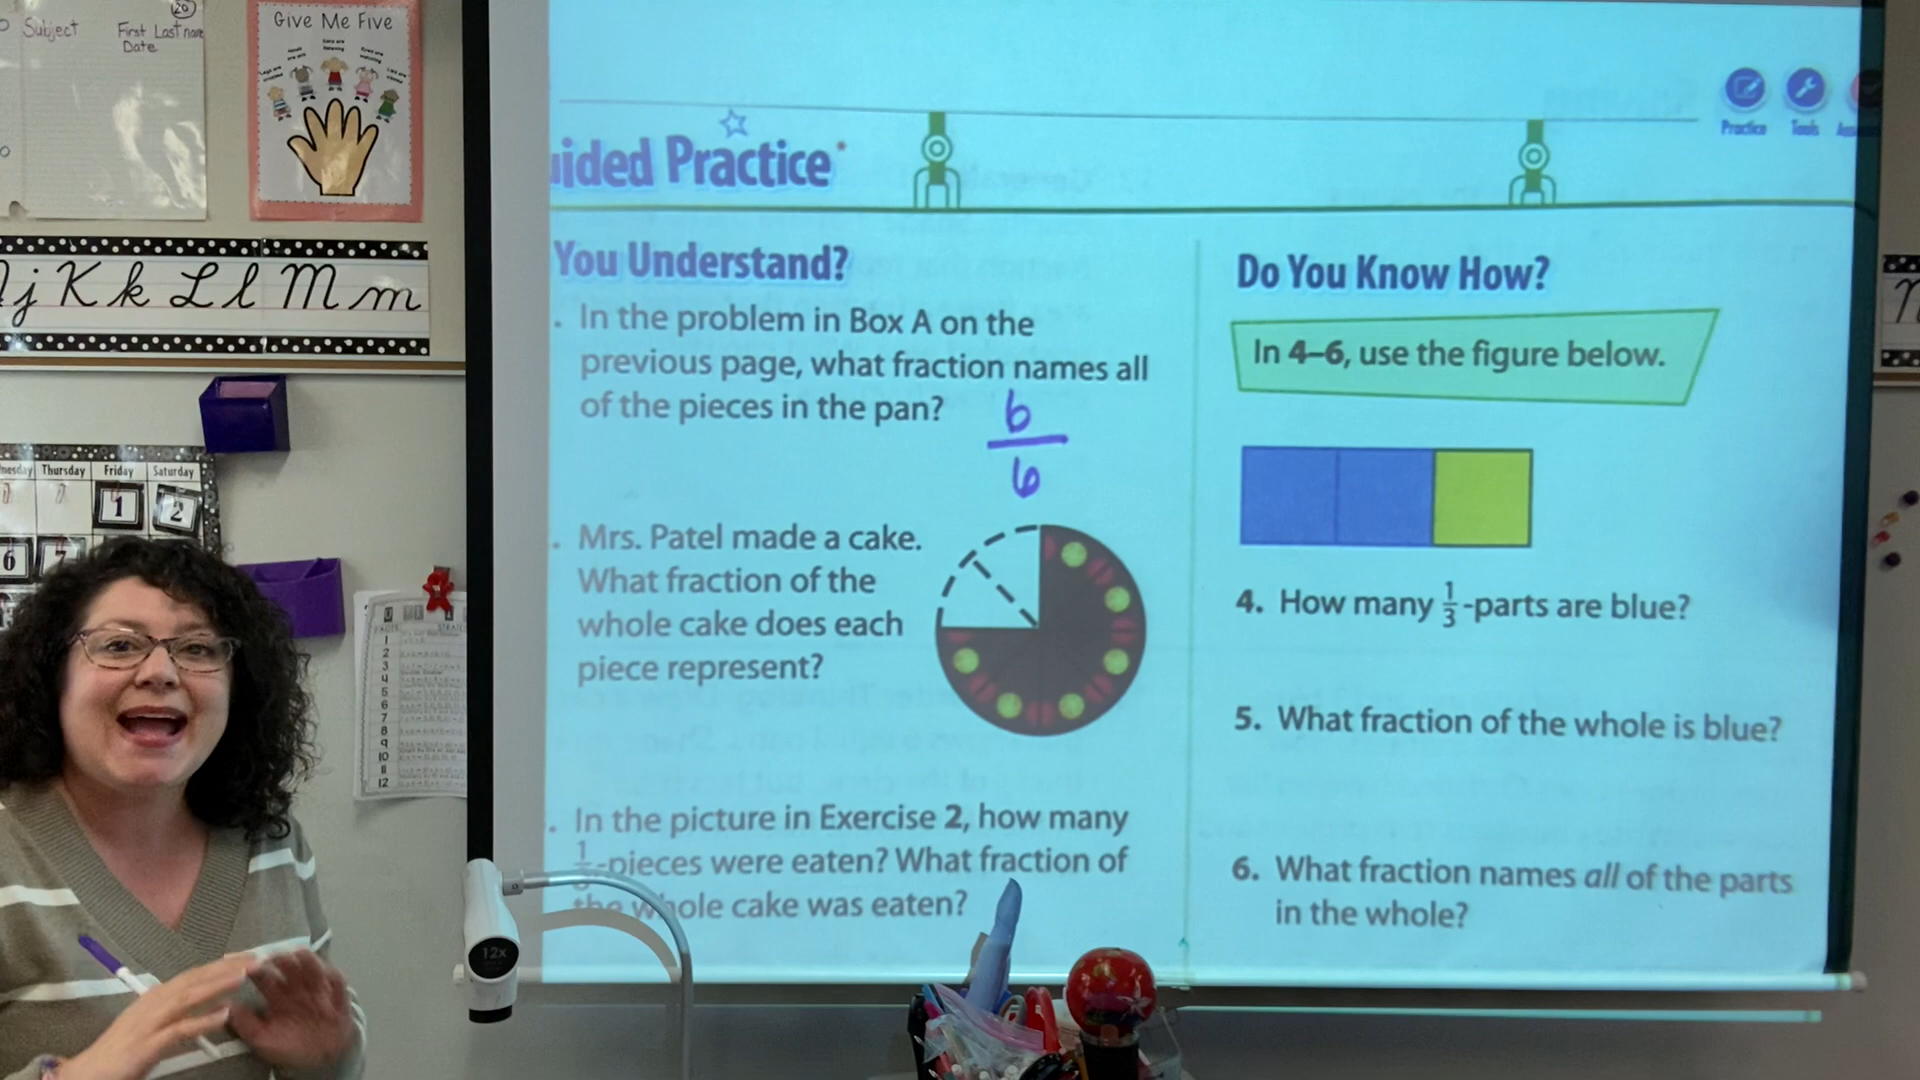 20
Subject
First Last name
Date
Give Me Five
j K k L l M m
Thursday Friday Saturday
1 2
6 7
1
2
3
4
5
6
7
8
9
10
11
12
Practice Tools
uided Practice
You Understand?
. In the problem in Box A on the
previous page, what fraction names all
of the pieces in the pan?
6
6
. Mrs. Patel made a cake.
What fraction of the
whole cake does each
piece represent?
. In the picture in Exercise 2, how many
1 -pieces were eaten? What fraction of
the whole cake was eaten?
Do You Know How?
In 4–6, use the figure below.
4. How many 1/3-parts are blue?
5. What fraction of the whole is blue?
6. What fraction names all of the parts
in the whole?
12x